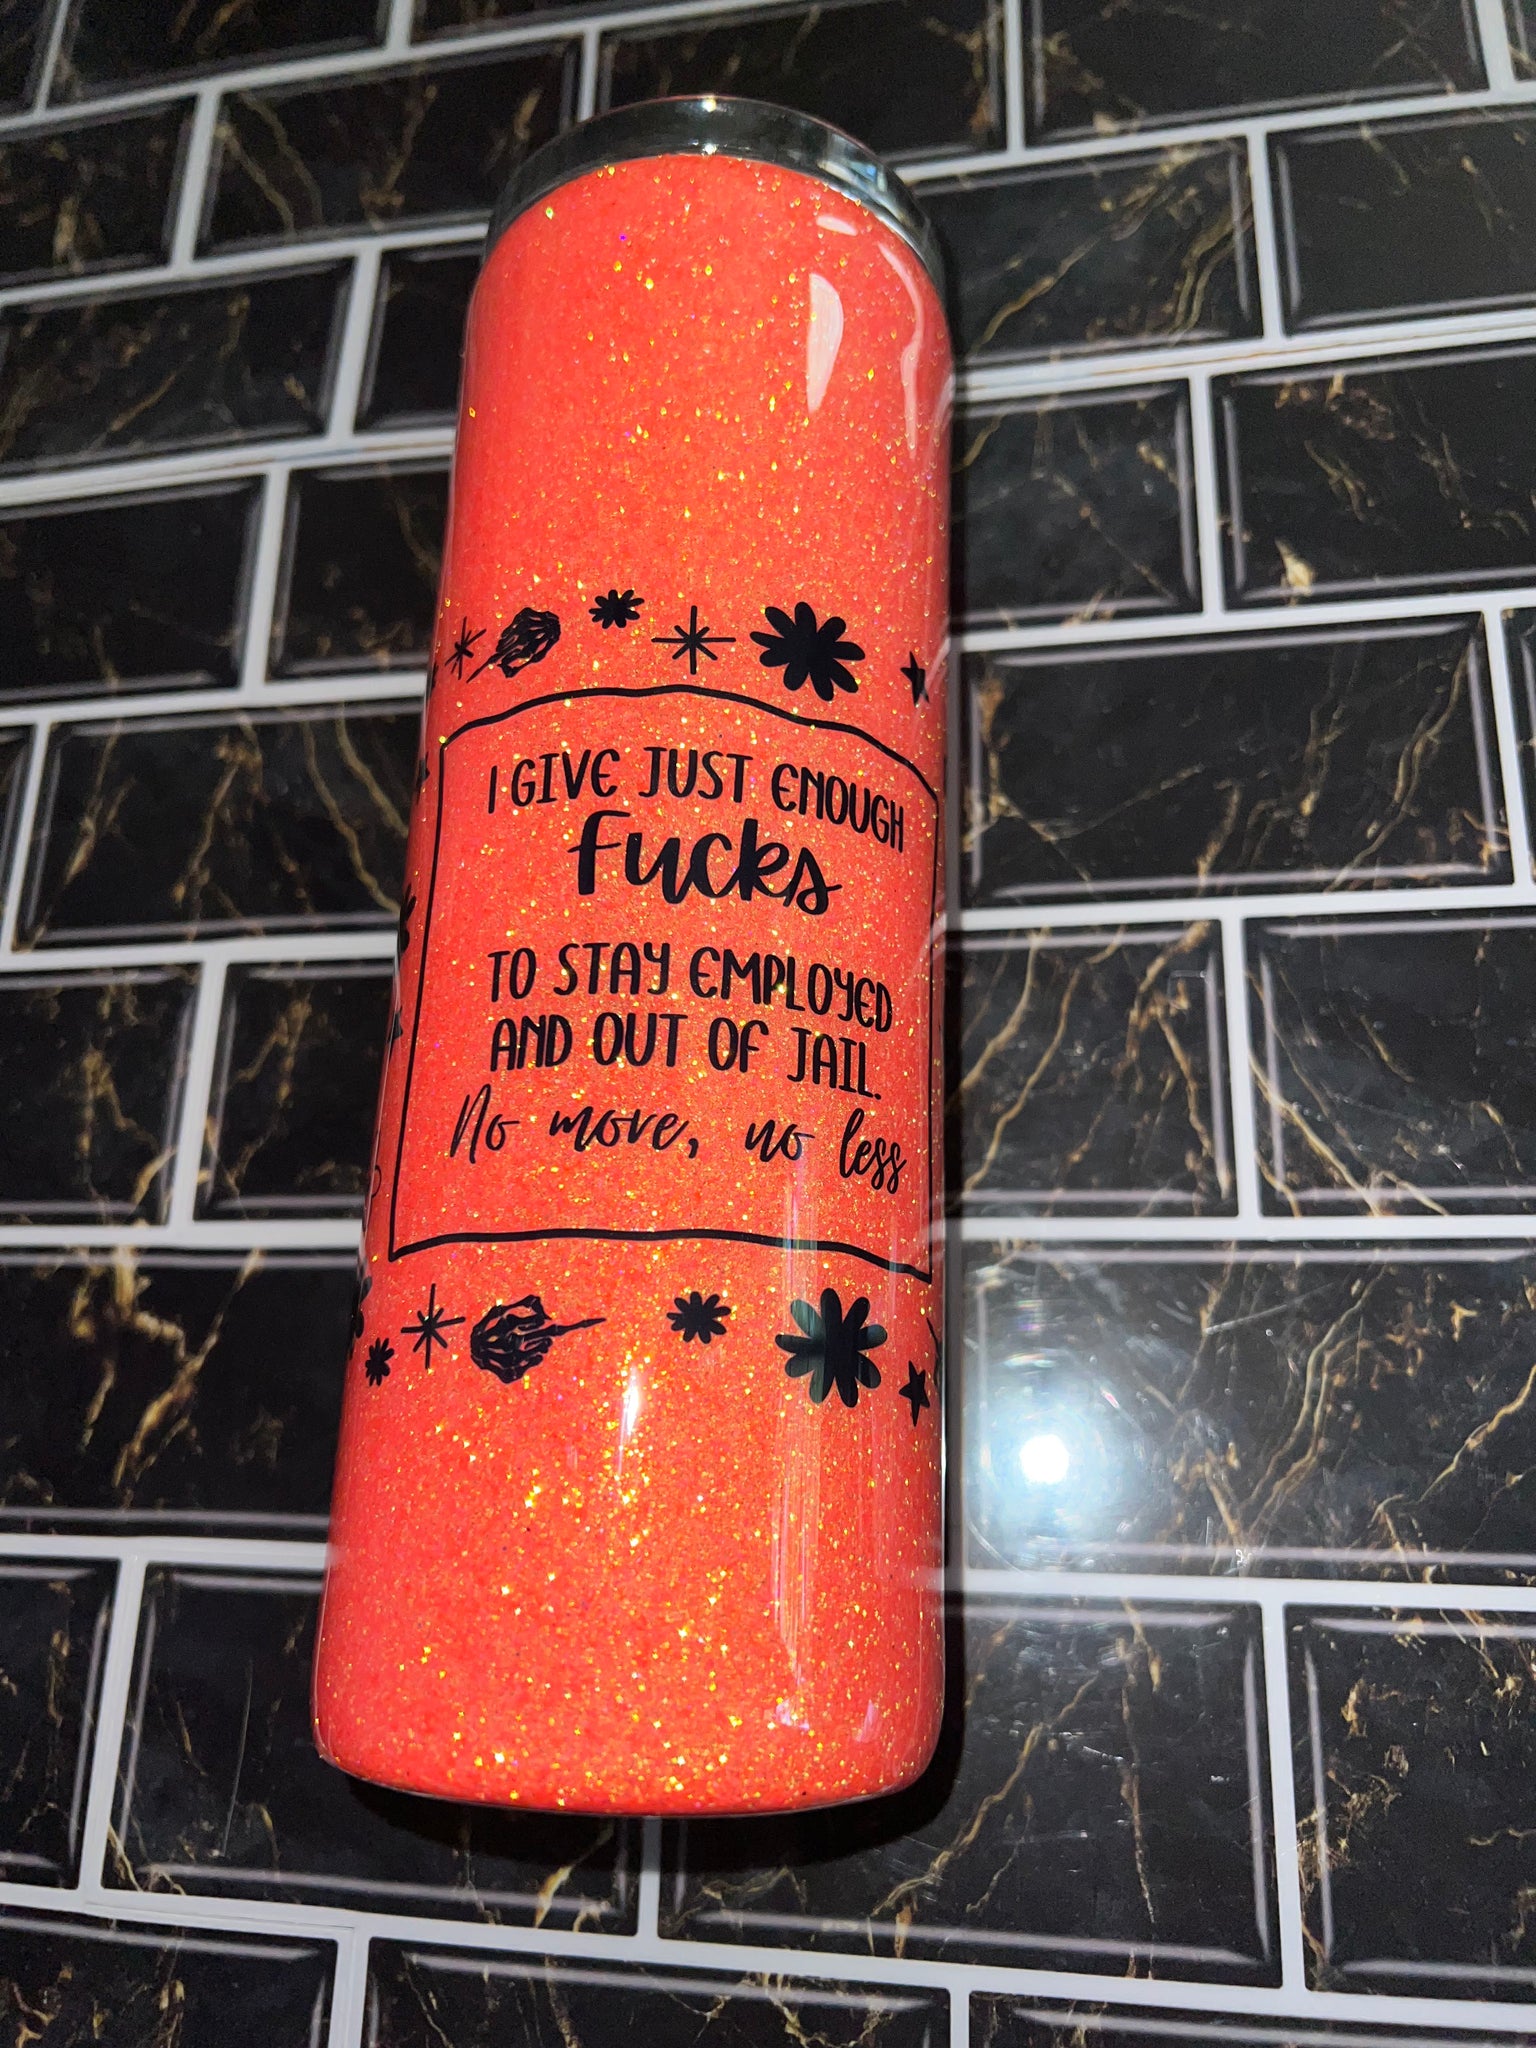 I GIVE JUST ENOUGH
Fucks
TO STAY EMPLOYED
AND OUT OF JAIL.
No more, no less